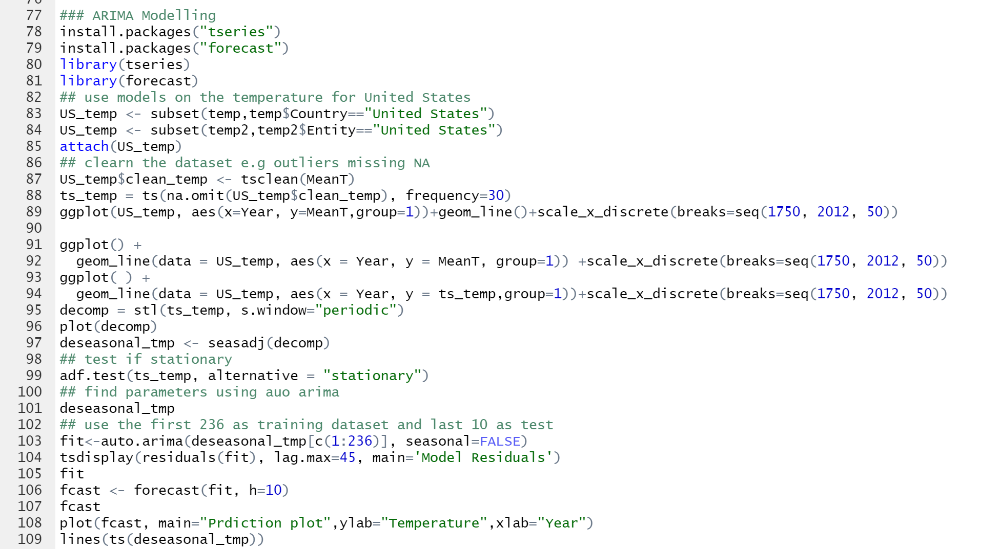 77 ### ARIMA Modelling
78 install.packages("tseries")
79 install.packages("forecast")
80 library(tseries)
81 library(forecast)
82 ## use models on the temperature for United States
83 US_temp <- subset(temp,temp$Country=="United States")
84 US_temp <- subset(temp2,temp2$Entity=="United States")
85 attach(US_temp)
86 ## clearn the dataset e.g outliers missing NA
87 US_temp$clean_temp <- tsclean(MeanT)
88 ts_temp = ts(na.omit(US_temp$clean_temp), frequency=30)
89 ggplot(US_temp, aes(x=Year, y=MeanT,group=1))+geom_line()+scale_x_discrete(breaks=seq(1750, 2012, 50))
90
91 ggplot() +
92   geom_line(data = US_temp, aes(x = Year, y = MeanT, group=1)) +scale_x_discrete(breaks=seq(1750, 2012, 50))
93 ggplot( ) +
94   geom_line(data = US_temp, aes(x = Year, y = ts_temp,group=1))+scale_x_discrete(breaks=seq(1750, 2012, 50))
95 decomp = stl(ts_temp, s.window="periodic")
96 plot(decomp)
97 deseasonal_tmp <- seasadj(decomp)
98 ## test if stationary
99 adf.test(ts_temp, alternative = "stationary")
100 ## find parameters using auo arima
101 deseasonal_tmp
102 ## use the first 236 as training dataset and last 10 as test
103 fit<-auto.arima(deseasonal_tmp[c(1:236)], seasonal=FALSE)
104 tsdisplay(residuals(fit), lag.max=45, main='Model Residuals')
105 fit
106 fcast <- forecast(fit, h=10)
107 fcast
108 plot(fcast, main="Prdiction plot",ylab="Temperature",xlab="Year")
109 lines(ts(deseasonal_tmp))